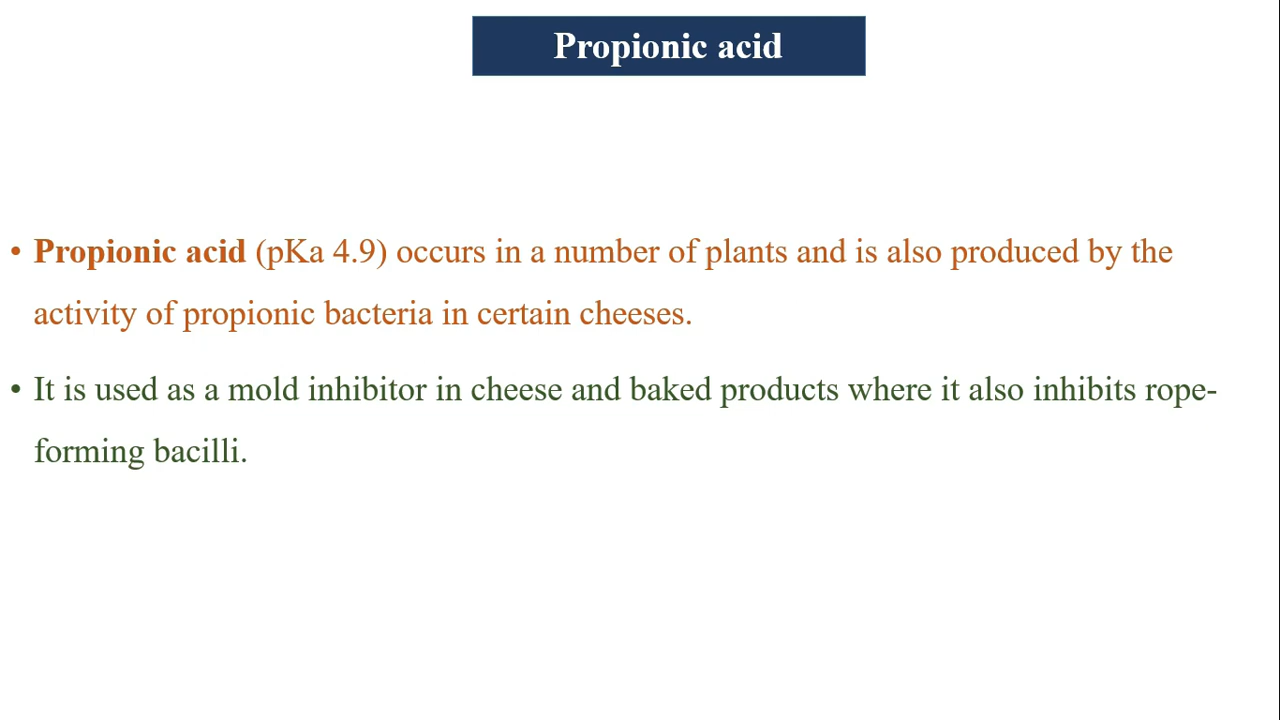 Propionic acid
• Propionic acid (pKa 4.9) occurs in a number of plants and is also produced by the
activity of propionic bacteria in certain cheeses.
• It is used as a mold inhibitor in cheese and baked products where it also inhibits rope-
forming bacilli.